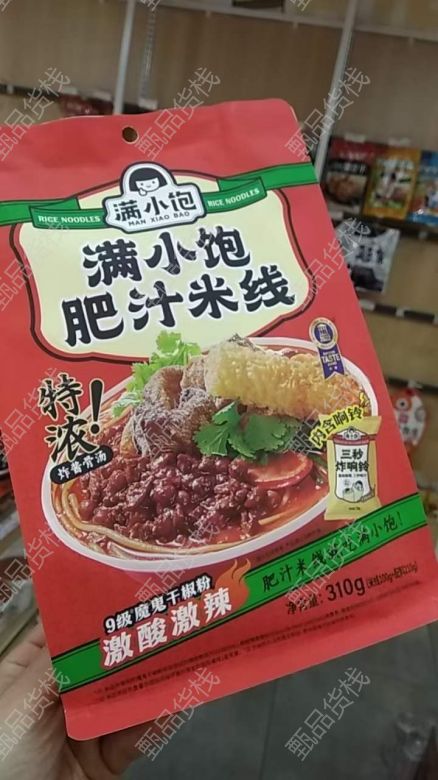 满小饱
MAN XIAO BAO
RICE NOODLES
RICE NOODLES
满小饱
肥汁米线
特浓!
炸酱骨汤
TASTE
内含响铃
三秒
炸响铃
9级魔鬼干椒粉
激酸激辣
肥汁米线
满小饱!
净含量:310g
甄品货栈